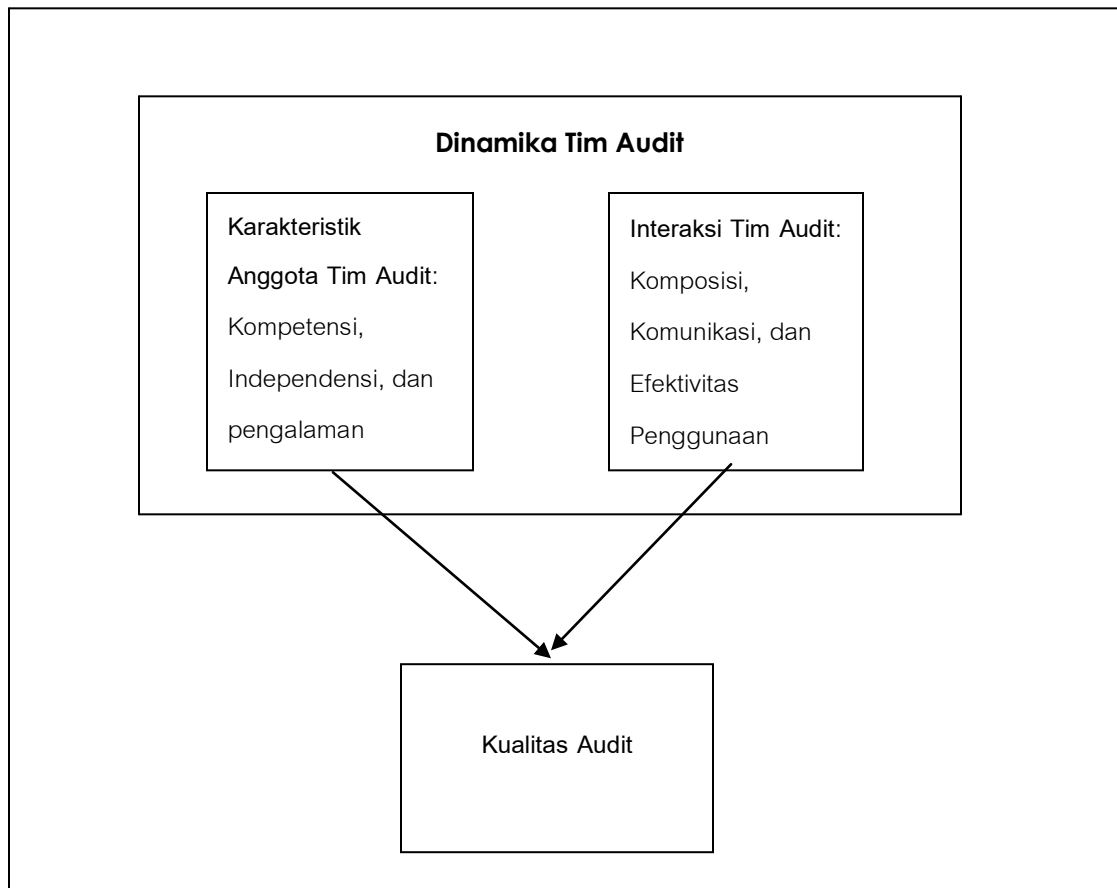 Dinamika Tim Audit
Karakteristik
Anggota Tim Audit:
Kompetensi,
Independensi, dan
pengalaman
Interaksi Tim Audit:
Komposisi,
Komunikasi, dan
Efektivitas
Penggunaan
Kualitas Audit